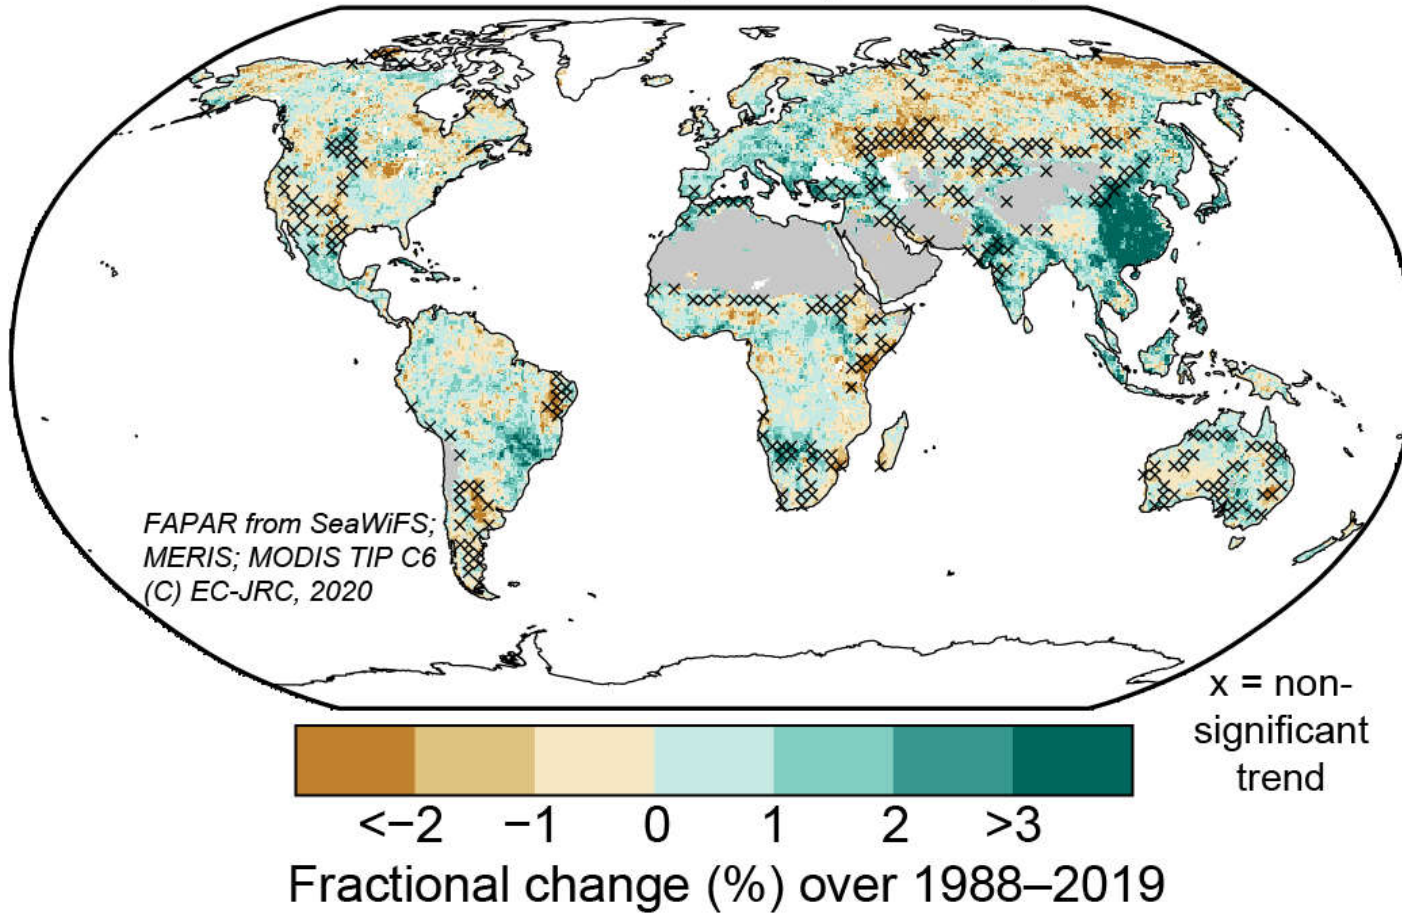 FAPAR from SeaWiFS;
MERIS; MODIS TIP C6
(C) EC-JRC, 2020
x = non-
significant
trend
<−2 −1 0 1 2 >3
Fractional change (%) over 1988–2019